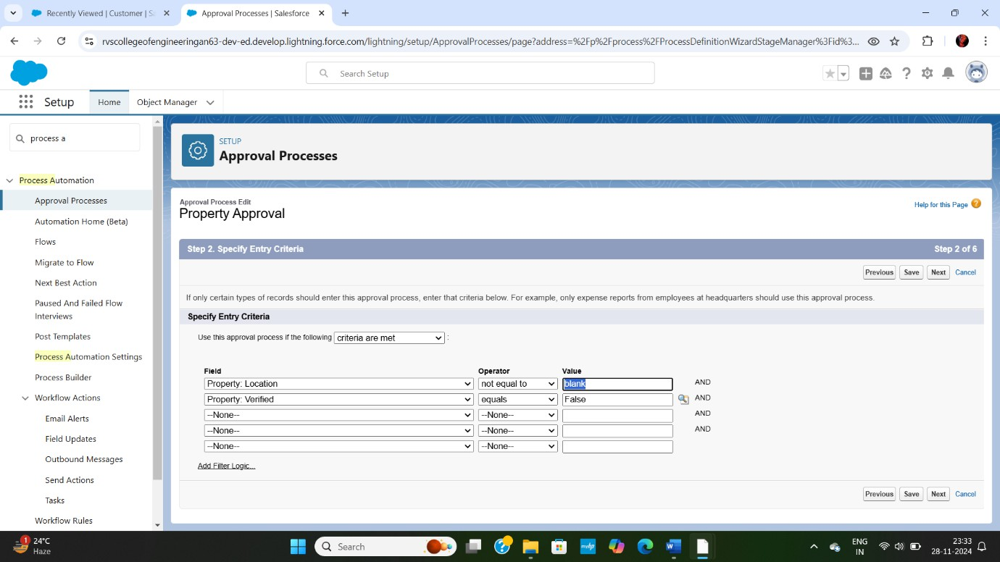 Recently Viewed | Customer | S
Approval Processes | Salesforce
rvscollegeofengineeringan63-dev-ed.develop.lightning.force.com/lightning/setup/ApprovalProcesses/page?address=%2Fp%2Fprocess%2FProcessDefinitionWizardStageManager%3Fid%3...
Search Setup
Setup
Home
Object Manager
process a
Process Automation
Approval Processes
Automation Home (Beta)
Flows
Migrate to Flow
Next Best Action
Paused And Failed Flow
Interviews
Post Templates
Process Automation Settings
Process Builder
Workflow Actions
Email Alerts
Field Updates
Outbound Messages
Send Actions
Tasks
Workflow Rules
SETUP
Approval Processes
Approval Process Edit
Property Approval
Help for this Page ?
Step 2. Specify Entry Criteria Step 2 of 6
Previous Save Next Cancel
If only certain types of records should enter this approval process, enter that criteria below. For example, only expense reports from employees at headquarters should use this approval process.
Specify Entry Criteria
Use this approval process if the following criteria are met :
Field Operator Value
Property: Location not equal to blank AND
Property: Verified equals False AND
--None-- --None-- AND
--None-- --None-- AND
--None-- --None--
Add Filter Logic...
Previous Save Next Cancel
1
24°C
Haze
Search
myhp
ENG
IN
23:33
28-11-2024